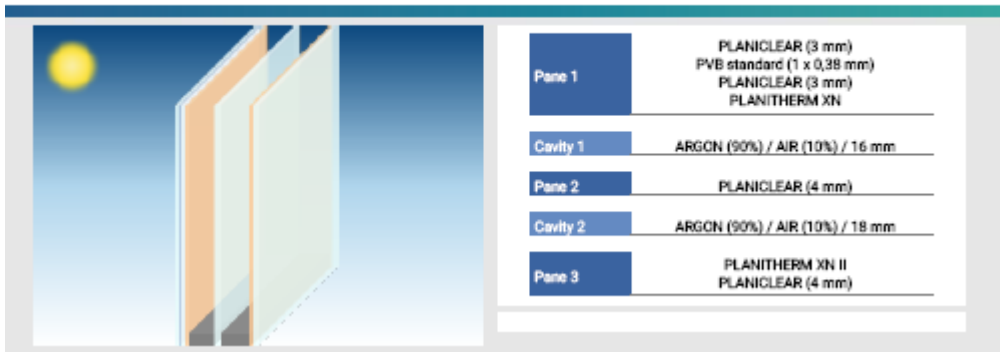 Pane 1
PLANICLEAR (3 mm)
PVB standard (1 x 0,38 mm)
PLANICLEAR (3 mm)
PLANITHERM XN
Cavity 1
ARGON (90%) / AIR (10%) / 16 mm
Pane 2
PLANICLEAR (4 mm)
Cavity 2
ARGON (90%) / AIR (10%) / 18 mm
Pane 3
PLANITHERM XN II
PLANICLEAR (4 mm)